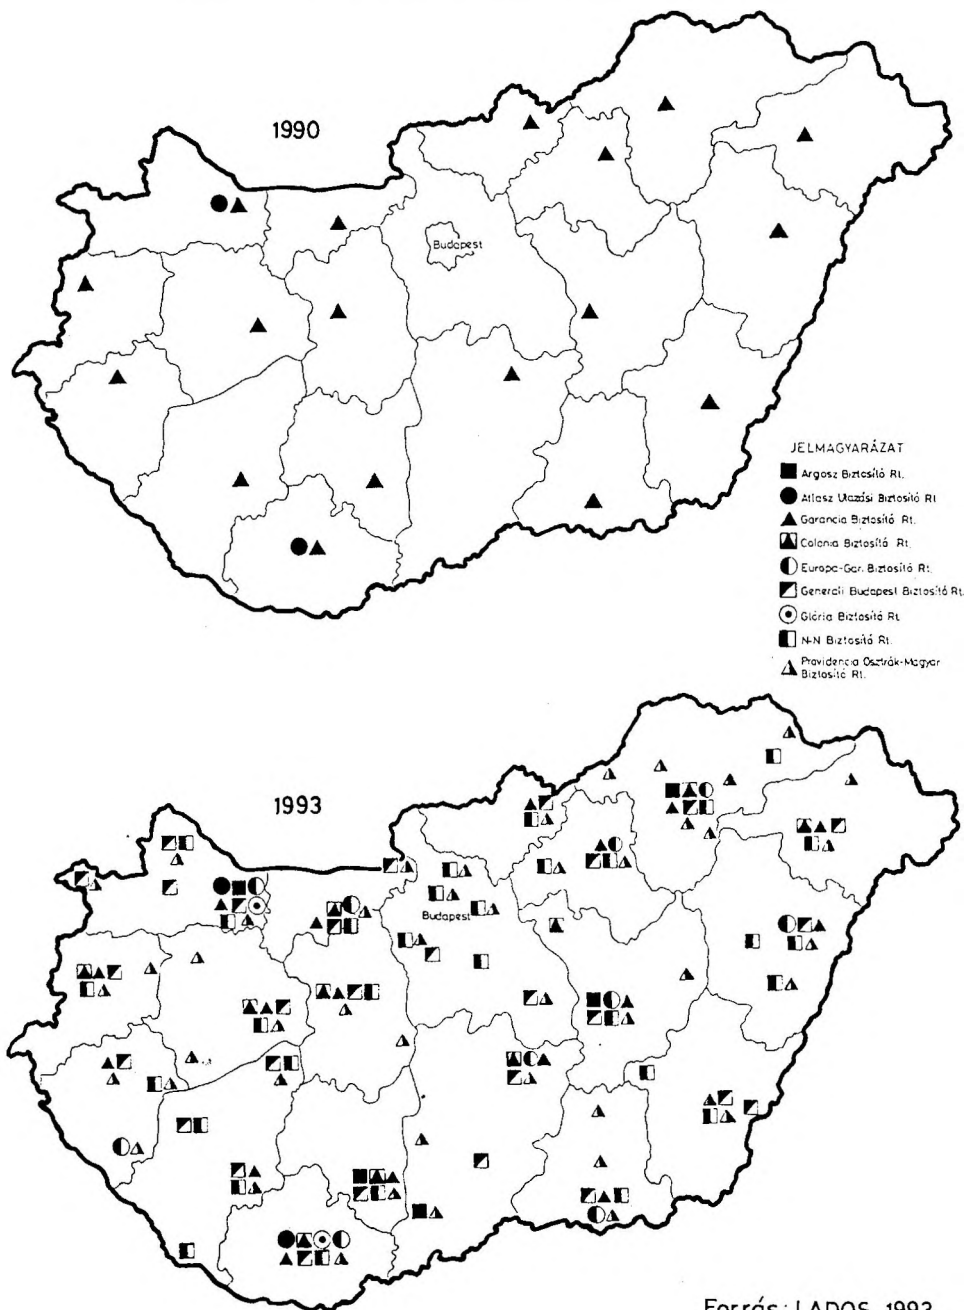 1990
Budapest
JELMAGYARÁZAT
Argosz Biztosító Rt.
Atlasz Utazási Biztosító Rt
Garancia Biztosító Rt.
Colonia Biztosító Rt.
Europa-Gar. Biztosító Rt.
Generali Budapest Biztosító Rt.
Glória Biztosító Rt.
N-N Biztosító Rt.
Providencia Osztrák-Magyar
Biztosító Rt.
1993
Budapest
Forrás: LADOS, 1993